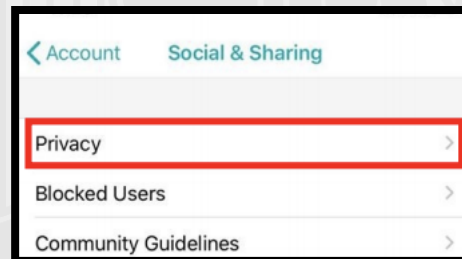 Account Social & Sharing
Privacy
Blocked Users
Community Guidelines